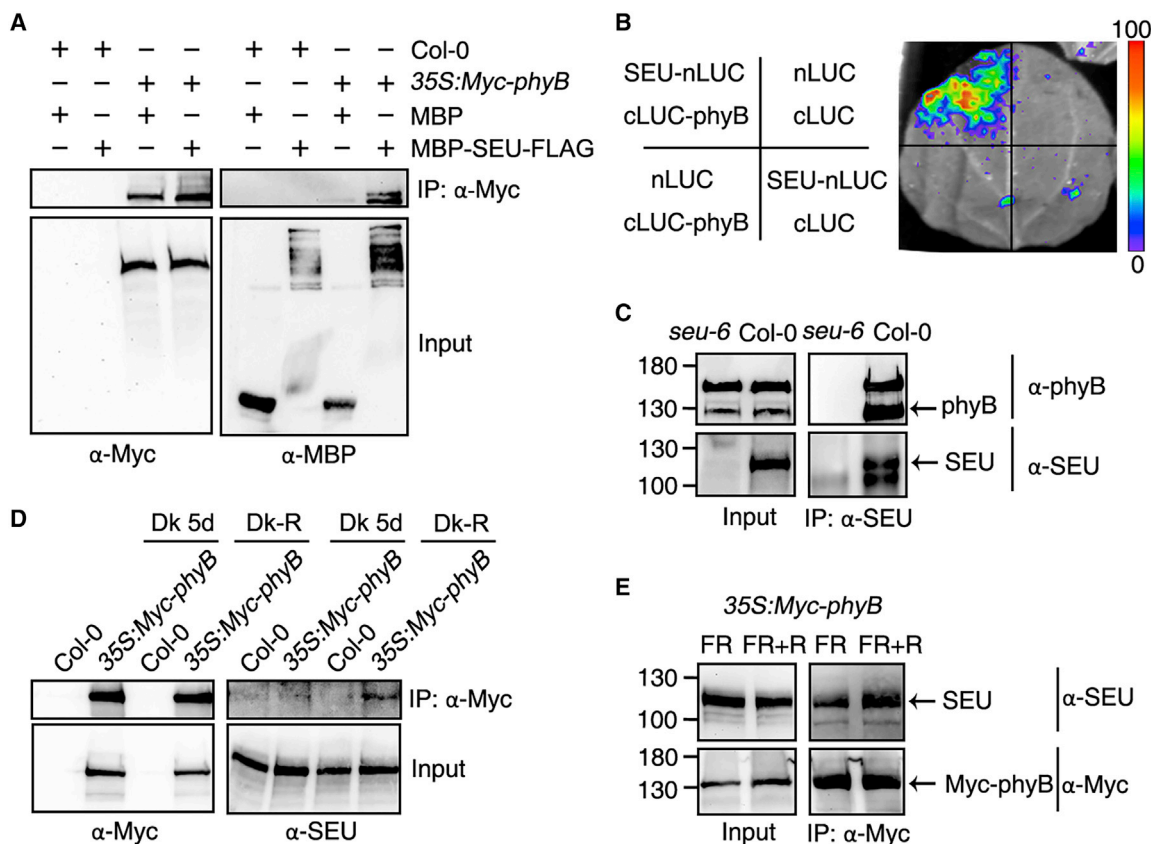 A
+ + − − + + − − Col-0
− − + + − − + + 35S:Myc-phyB
+ − + − + − + − MBP
− + − + − + − + MBP-SEU-FLAG
IP: α-Myc
Input
α-Myc α-MBP
B
SEU-nLUC nLUC
cLUC-phyB cLUC
nLUC SEU-nLUC
cLUC-phyB cLUC
100
0
C
seu-6 Col-0 seu-6 Col-0
180
130
phyB
α-phyB
130
100
SEU
α-SEU
Input IP: α-SEU
D
Dk 5d Dk-R Dk 5d Dk-R
Col-0 35S:Myc-phyB Col-0 35S:Myc-phyB Col-0 35S:Myc-phyB Col-0 35S:Myc-phyB
IP: α-Myc
Input
α-Myc α-SEU
E
35S:Myc-phyB
FR FR+R FR FR+R
130
100
SEU
α-SEU
180
130
Myc-phyB
α-Myc
Input IP: α-Myc